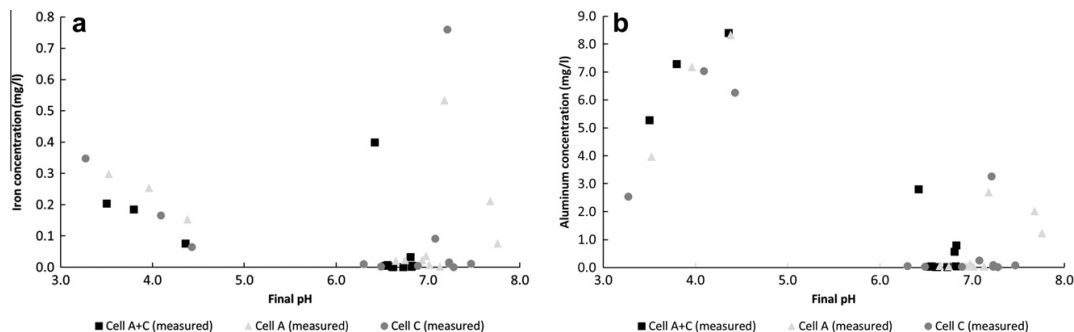 a
Iron concentration (mg/l)
0.8
0.7
0.6
0.5
0.4
0.3
0.2
0.1
0.0
3.0 4.0 5.0 6.0 7.0 8.0
Final pH
Cell A+C (measured) Cell A (measured) Cell C (measured)
b
Aluminum concentration (mg/l)
9.0
8.0
7.0
6.0
5.0
4.0
3.0
2.0
1.0
0.0
3.0 4.0 5.0 6.0 7.0 8.0
Final pH
Cell A+C (measured) Cell A (measured) Cell C (measured)